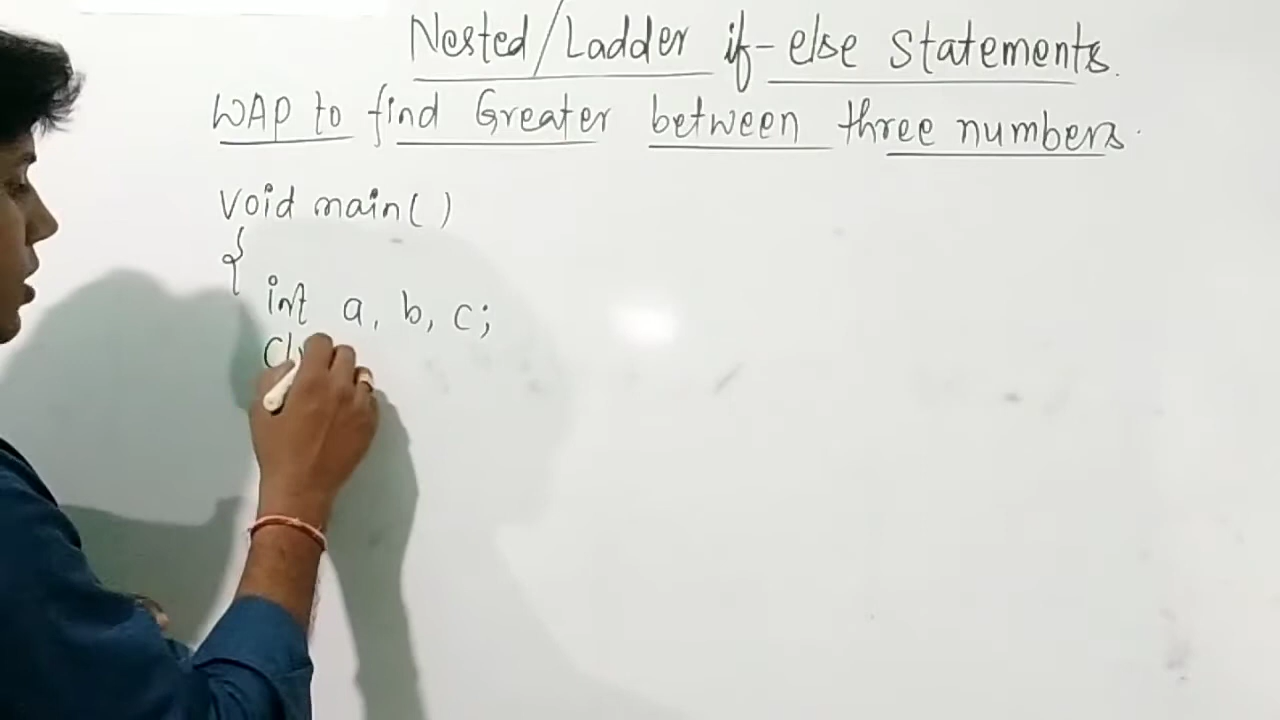 Nested/Ladder if-else Statements.
WAP to find Greater between three numbers.
void main( )
{
int a, b, c;